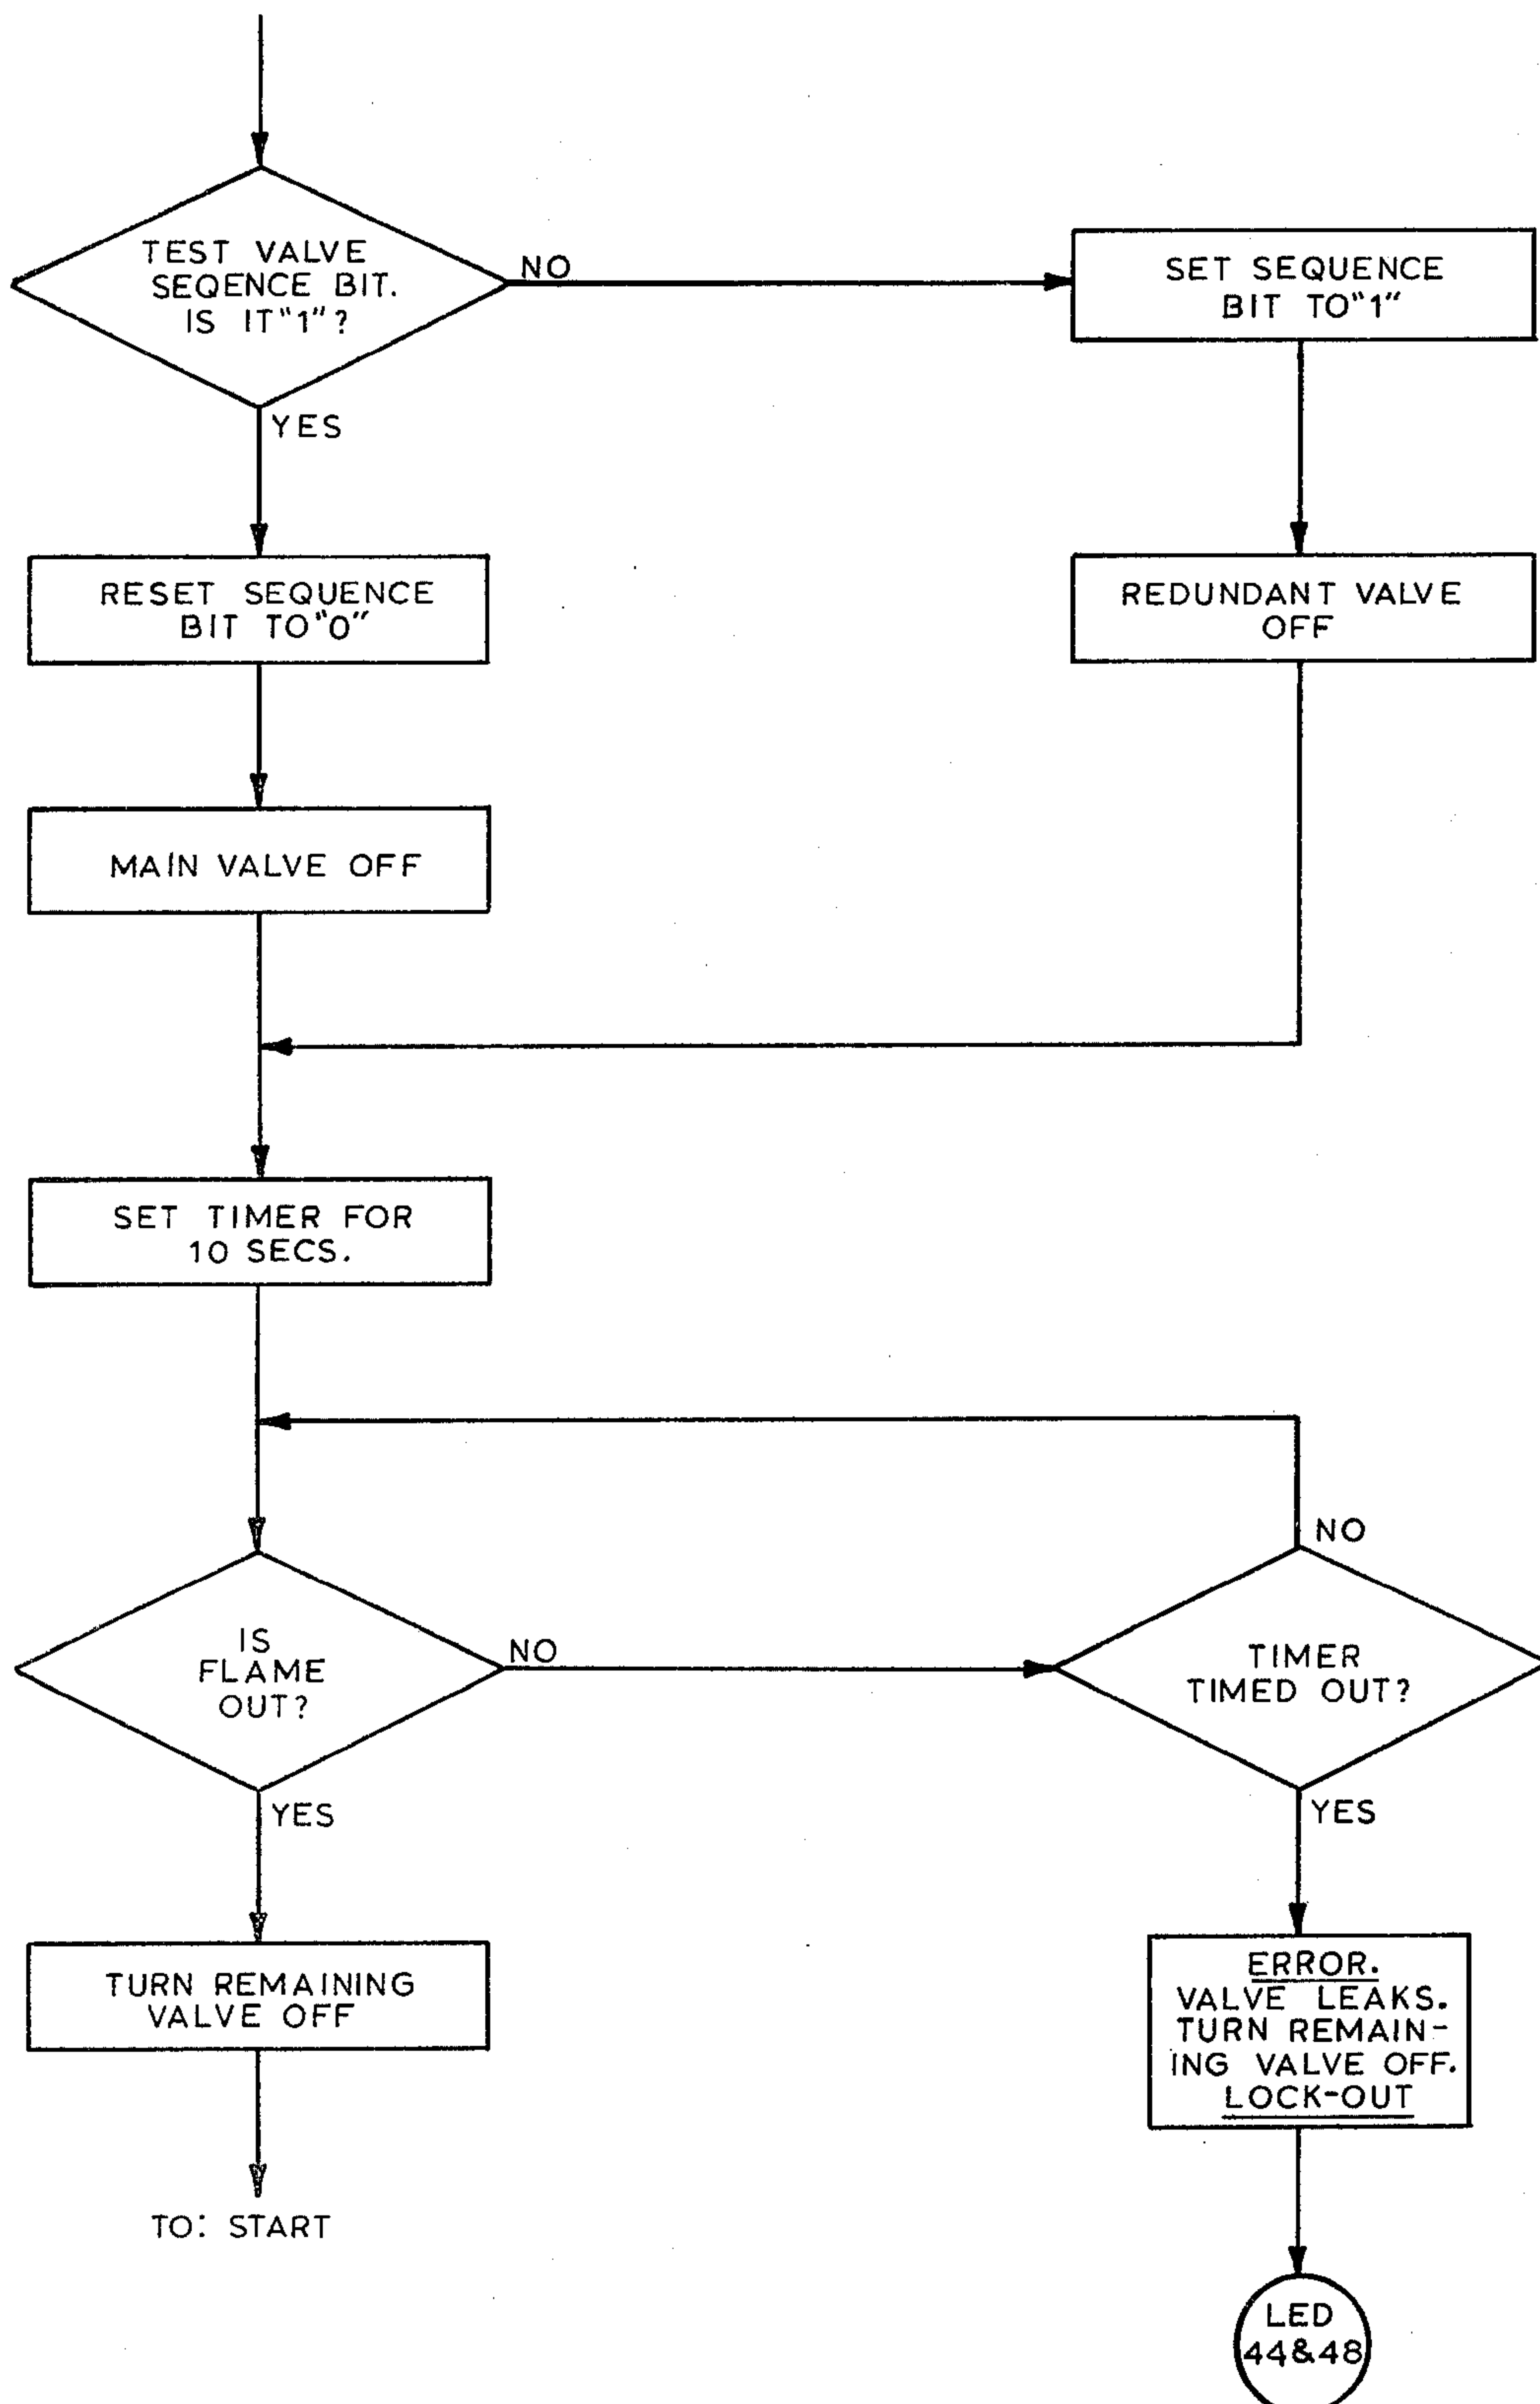 TEST VALVE
SEQENCE BIT.
IS IT "1"?
NO
SET SEQUENCE
BIT TO "1"
YES
RESET SEQUENCE
BIT TO "0"
REDUNDANT VALVE
OFF
MAIN VALVE OFF
SET TIMER FOR
10 SECS.
IS
FLAME
OUT?
NO
NO
TIMER
TIMED OUT?
YES
YES
TURN REMAINING
VALVE OFF
ERROR.
VALVE LEAKS.
TURN REMAIN-
ING VALVE OFF.
LOCK-OUT
TO: START
LED
44&48